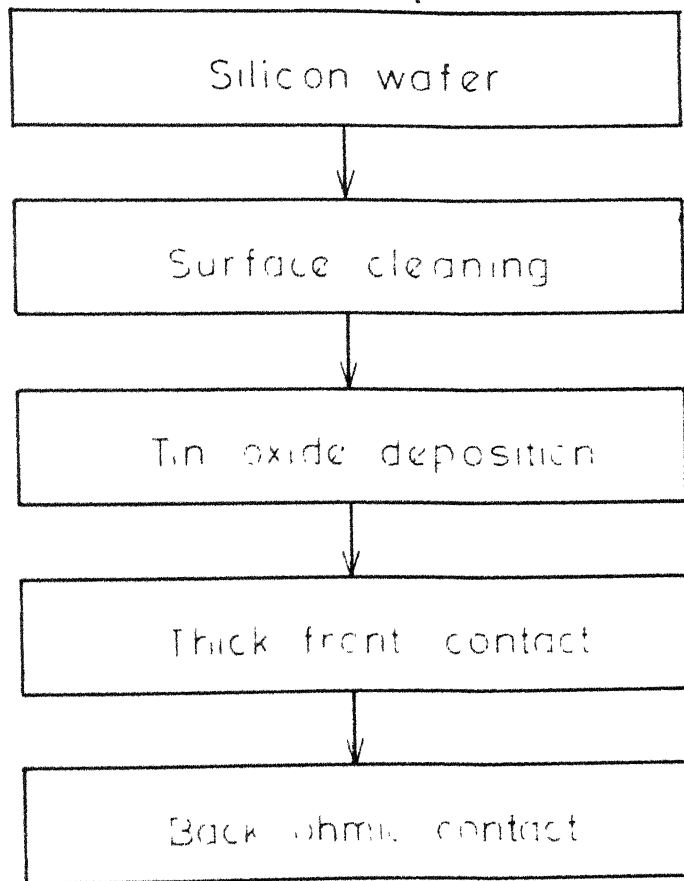 Silicon wafer
Surface cleaning
Tin oxide deposition
Thick front contact
Back ohmic contact